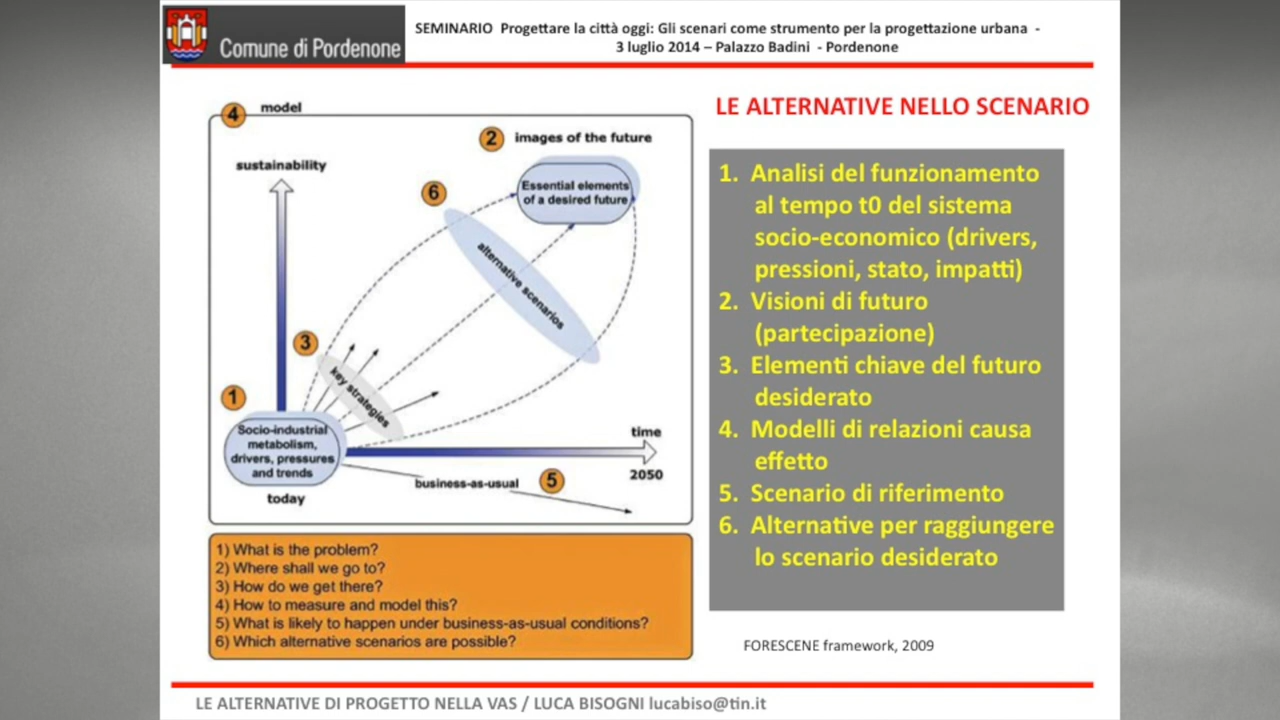 Comune di Pordenone
SEMINARIO Progettare la città oggi: Gli scenari come strumento per la progettazione urbana -
3 luglio 2014 – Palazzo Badini - Pordenone
LE ALTERNATIVE NELLO SCENARIO
4 model
2 images of the future
sustainability
Essential elements
of a desired future
6
alternative scenarios
3
key strategies
1
Socio-industrial
metabolism,
drivers, pressures
and trends
today
time
2050
business-as-usual 5
1) What is the problem?
2) Where shall we go to?
3) How do we get there?
4) How to measure and model this?
5) What is likely to happen under business-as-usual conditions?
6) Which alternative scenarios are possible?
1. Analisi del funzionamento
al tempo t0 del sistema
socio-economico (drivers,
pressioni, stato, impatti)
2. Visioni di futuro
(partecipazione)
3. Elementi chiave del futuro
desiderato
4. Modelli di relazioni causa
effetto
5. Scenario di riferimento
6. Alternative per raggiungere
lo scenario desiderato
FORESCENE framework, 2009
LE ALTERNATIVE DI PROGETTO NELLA VAS / LUCA BISOGNI lucabiso@tin.it